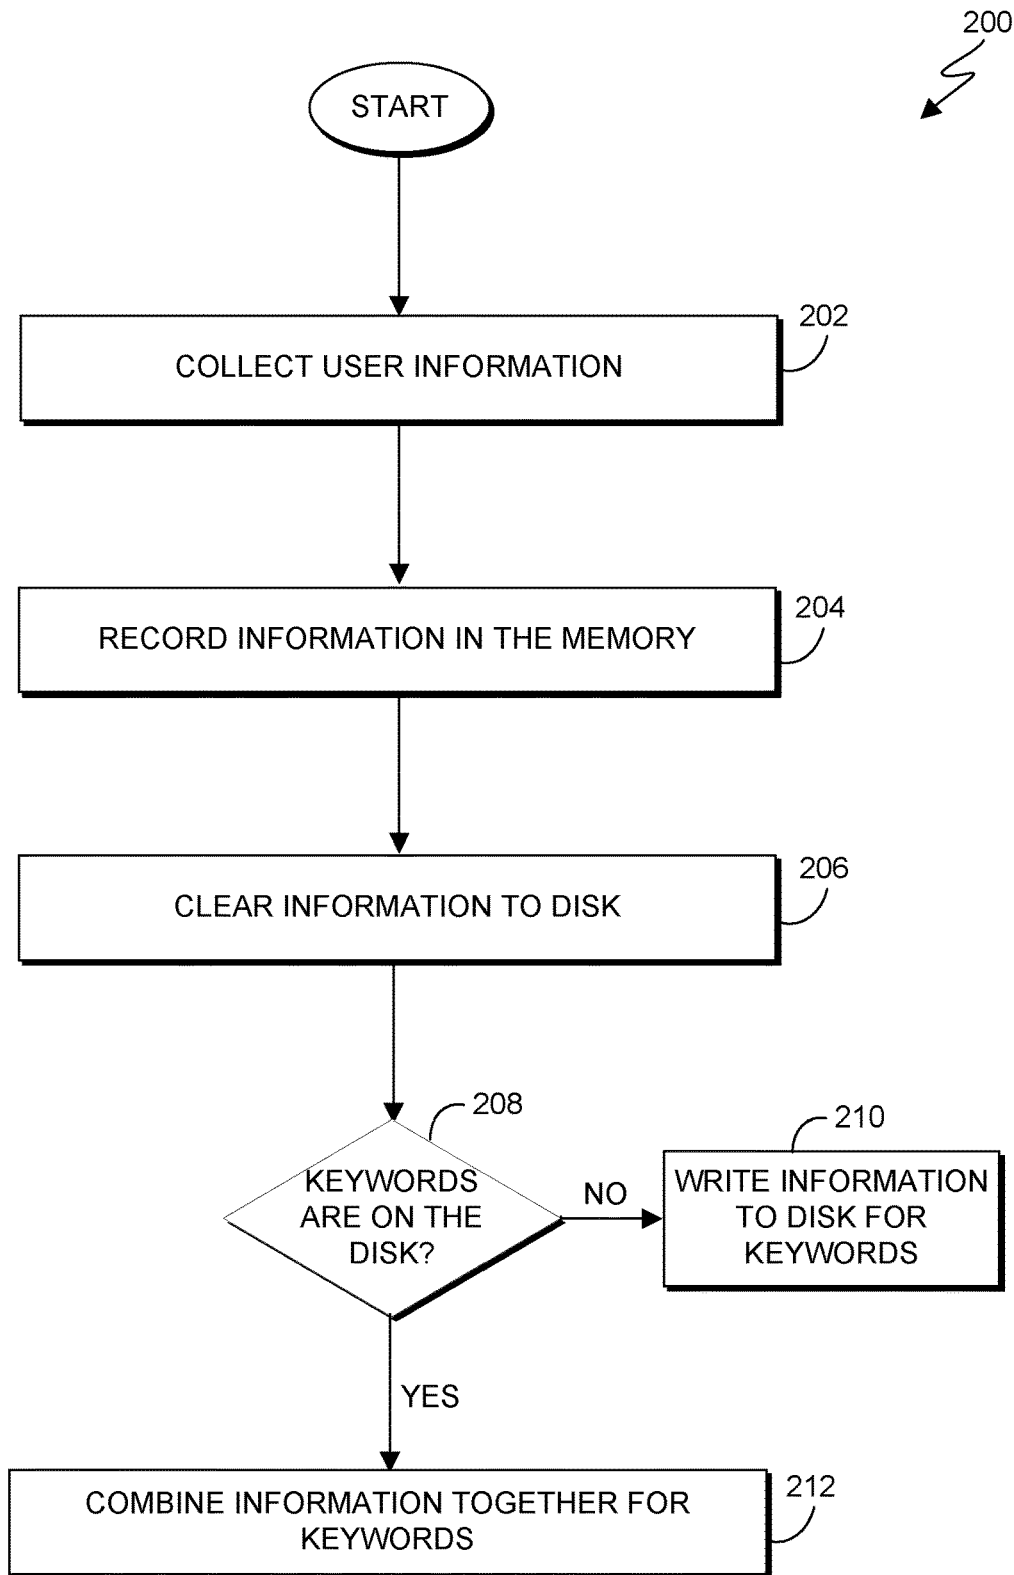 200
START
202
COLLECT USER INFORMATION
204
RECORD INFORMATION IN THE MEMORY
206
CLEAR INFORMATION TO DISK
208
KEYWORDS
ARE ON THE
DISK?
NO
210
WRITE INFORMATION
TO DISK FOR
KEYWORDS
YES
212
COMBINE INFORMATION TOGETHER FOR
KEYWORDS